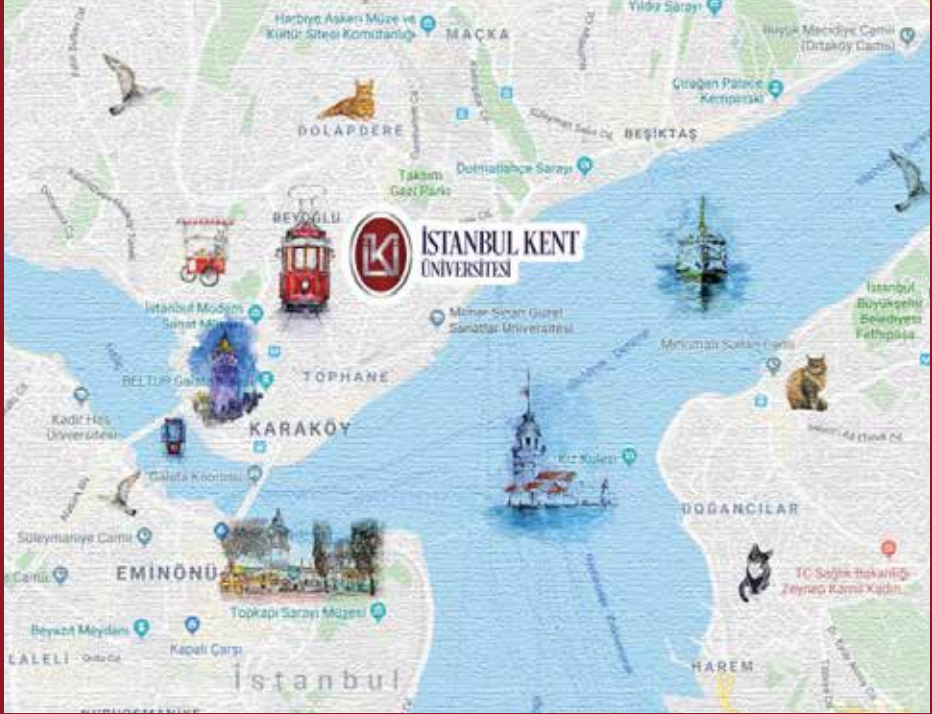 Yıldız Sarayı
Harbiye Askeri Müze ve
Kültür Sitesi Komutanlığı
MAÇKA
Büyük Mecidiye Camii
(Ortaköy Camii)
Çırağan Palace
Kempinski
DOLAPDERE
BEŞİKTAŞ
Dolmabahçe Sarayı
Taksim
Gezi Parkı
BEYOĞLU
İSTANBUL KENT
ÜNİVERSİTESİ
İstanbul
Büyükşehir
Belediyesi
Fethipaşa
İstanbul Modern
Mimar Sinan Güzel
Sanatlar Üniversitesi
Mihrimah Sultan Camii
TOPHANE
BELTUR Galata
Kadir Has
Üniversitesi
KARAKÖY
Kız Kulesi
Galata Köprüsü
DOĞANCILAR
Süleymaniye Camii
EMİNÖNÜ
TC Sağlık Bakanlığı
Zeynep Kamil Kadın...
Topkapı Sarayı Müzesi
Beyazıt Meydanı
Kapalı Çarşı
LALELİ
Ordu Cd.
İstanbul
HAREM